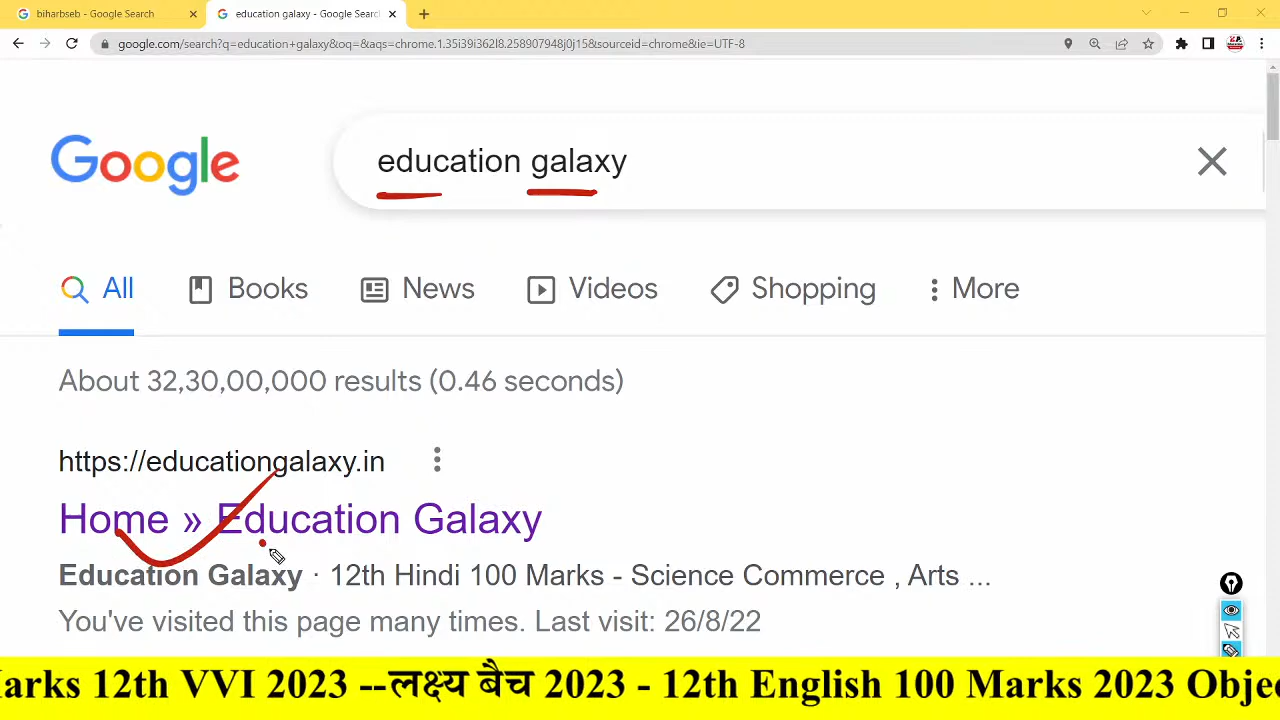 biharbseb - Google Search
education galaxy - Google Searc
google.com/search?q=education+galaxy&oq=&aqs=chrome.1.35i39i362l8.258907948j0j15&sourceid=chrome&ie=UTF-8
Google
education galaxy
All Books News Videos Shopping More
About 32,30,00,000 results (0.46 seconds)
https://educationgalaxy.in
Home » Education Galaxy
Education Galaxy · 12th Hindi 100 Marks - Science Commerce , Arts ...
You've visited this page many times. Last visit: 26/8/22
Marks 12th VVI 2023 --लक्ष्य बैच 2023 - 12th English 100 Marks 2023 Obje